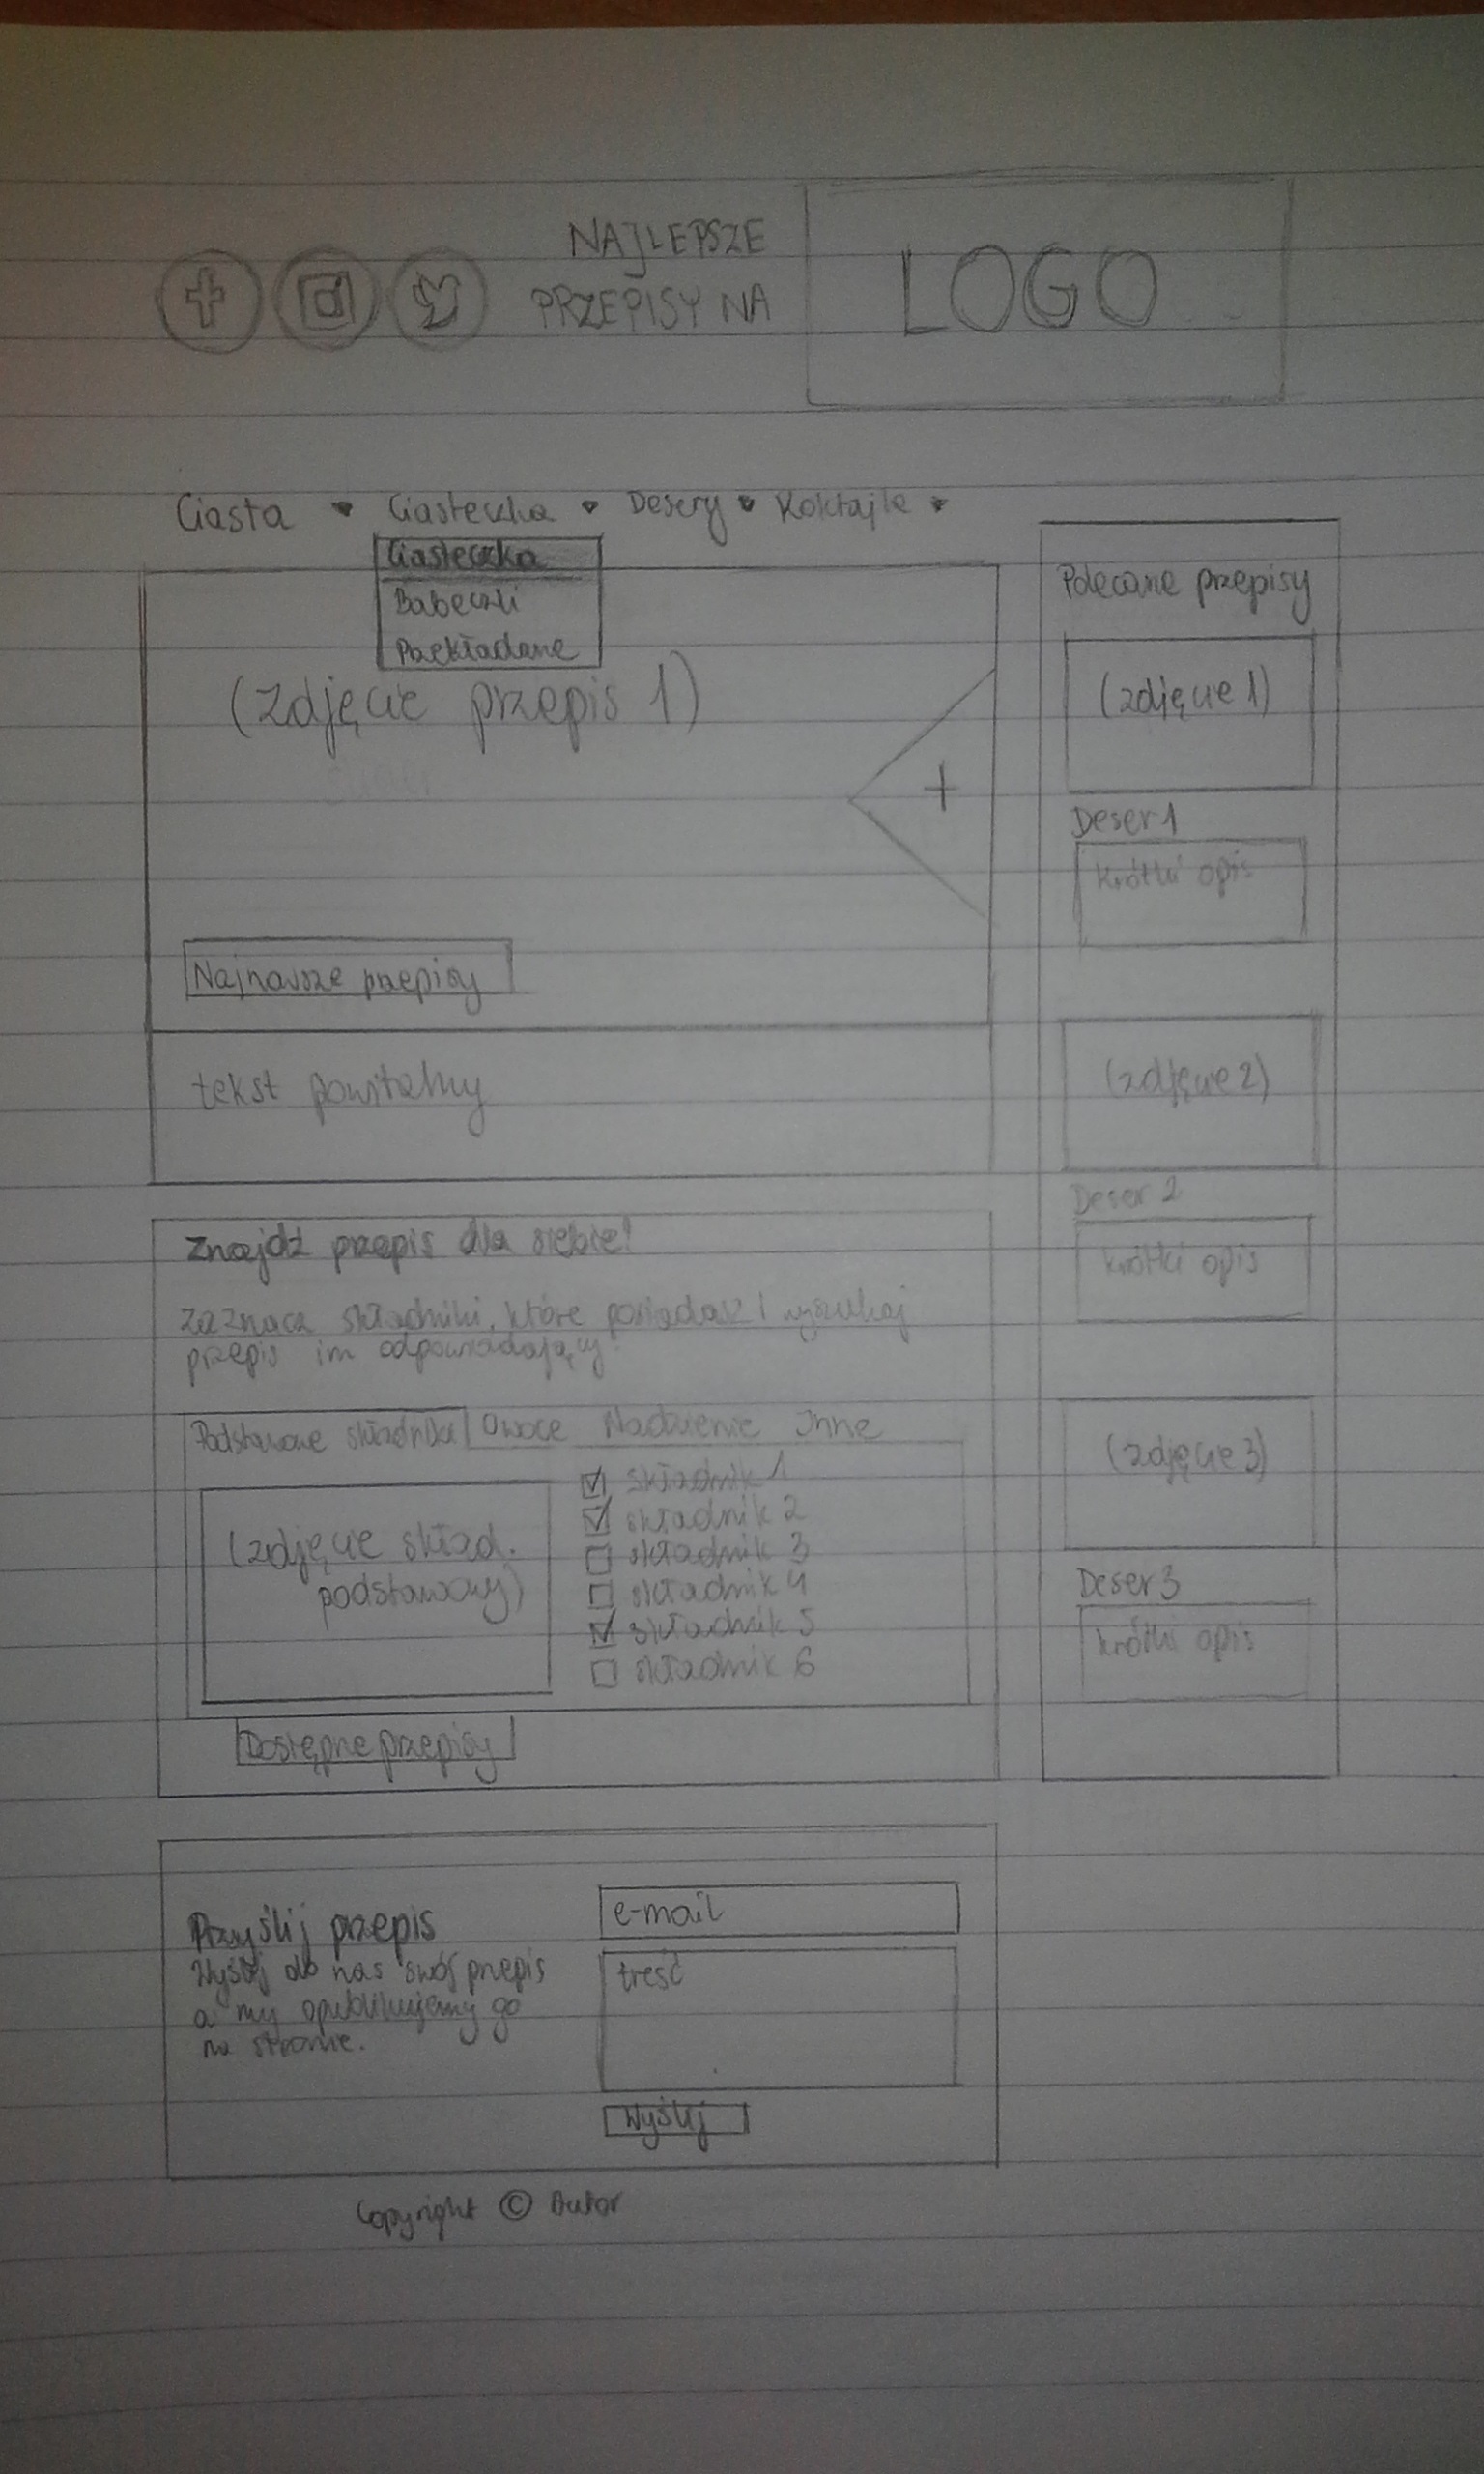 NAJLEPSZE
PRZEPISY NA
LOGO
Ciasta Ciasteczka Desery Koktajle
Ciasteczka
Babeczki
Przekładane
(zdjęcie przepis 1)
+
Najnowsze przepisy
tekst powitalny
Znajdź przepis dla siebie!
Zaznacz składniki, które posiadasz i wyszukaj
przepis im odpowiadający!
Podstawowe składniki Owoce Nadzienie Inne
(zdjęcie skład.
podstawowy)
składnik 1
składnik 2
składnik 3
składnik 4
składnik 5
składnik 6
Dostępne przepisy
Polecane przepisy
(zdjęcie 1)
Deser 1
krótki opis
(zdjęcie 2)
Deser 2
krótki opis
(zdjęcie 3)
Deser 3
krótki opis
Przyślij przepis
Wyślij do nas swój przepis
a my opublikujemy go
na stronie.
e-mail
treść
Wyślij
Copyright © Autor